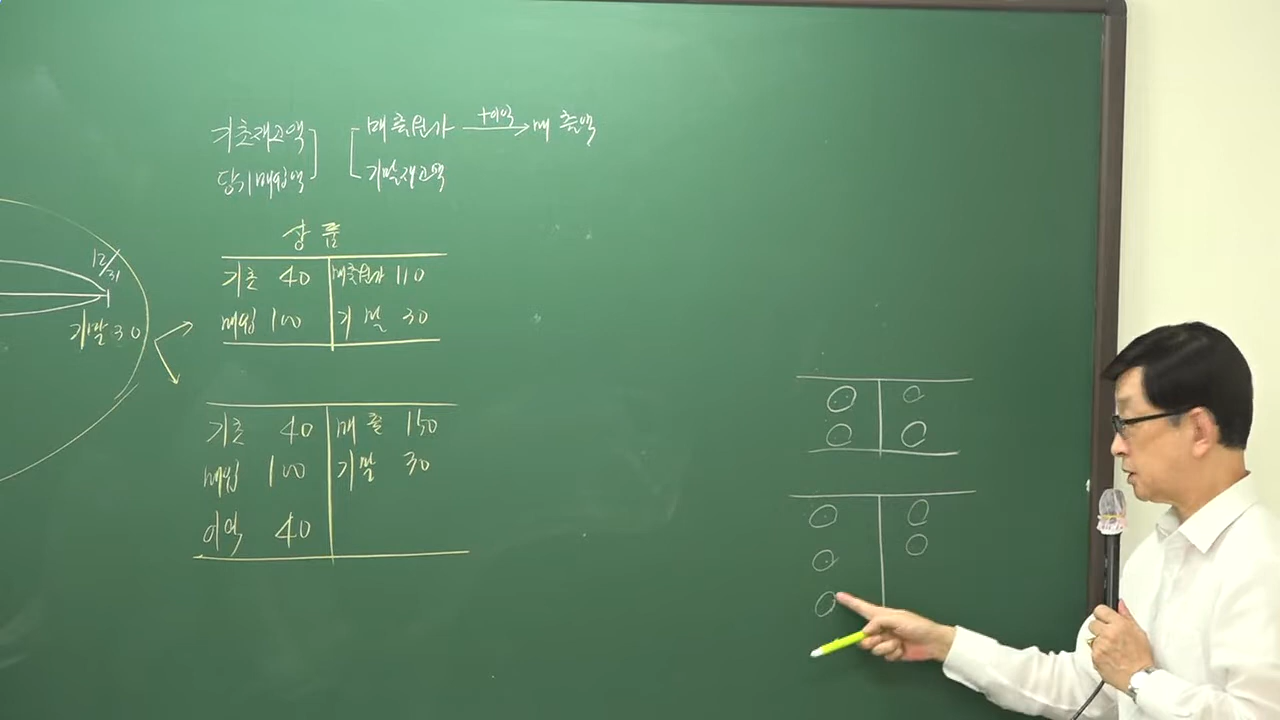 기초재고액 매출원가 +이익 매출액
당기매입액 기말재고액
상품
기초 40 매출원가 110
매입 100 기말 30
12/31
기말 30
기초 40 매출 150
매입 100 기말 30
이익 40